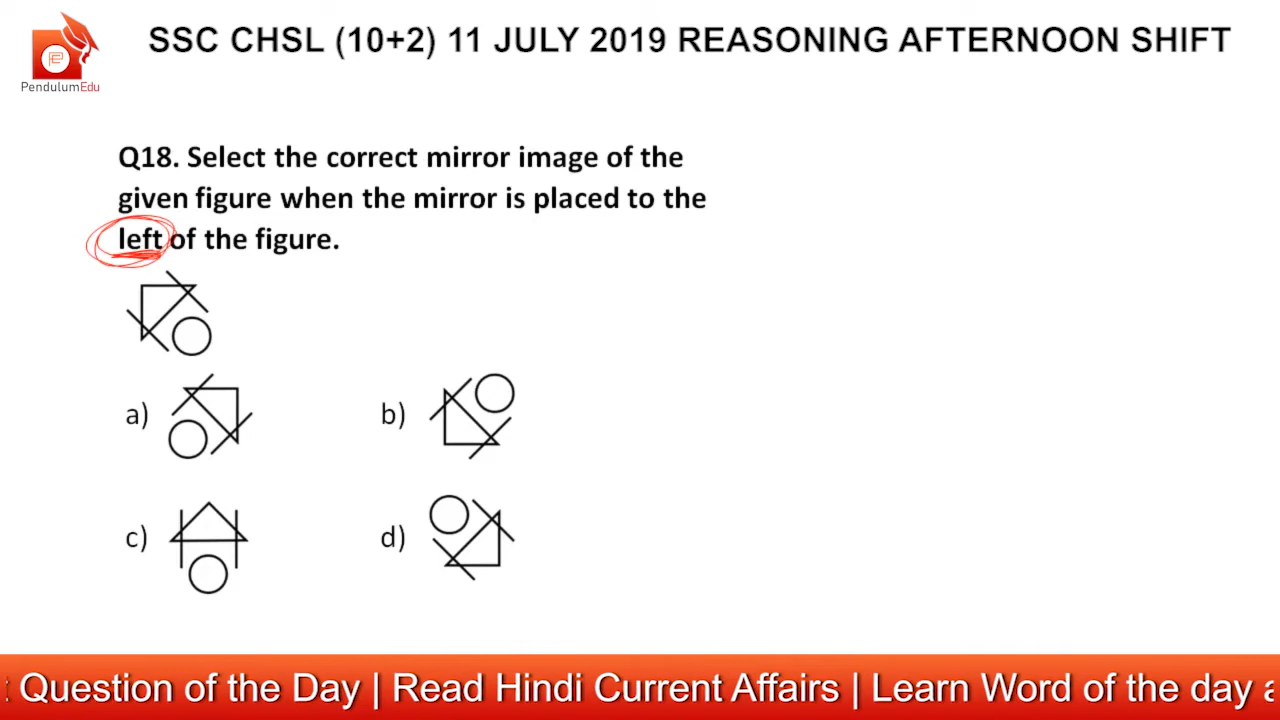 SSC CHSL (10+2) 11 JULY 2019 REASONING AFTERNOON SHIFT
PendulumEdu
Q18. Select the correct mirror image of the
given figure when the mirror is placed to the
left of the figure.
a)
b)
c)
d)
Question of the Day | Read Hindi Current Affairs | Learn Word of the day a